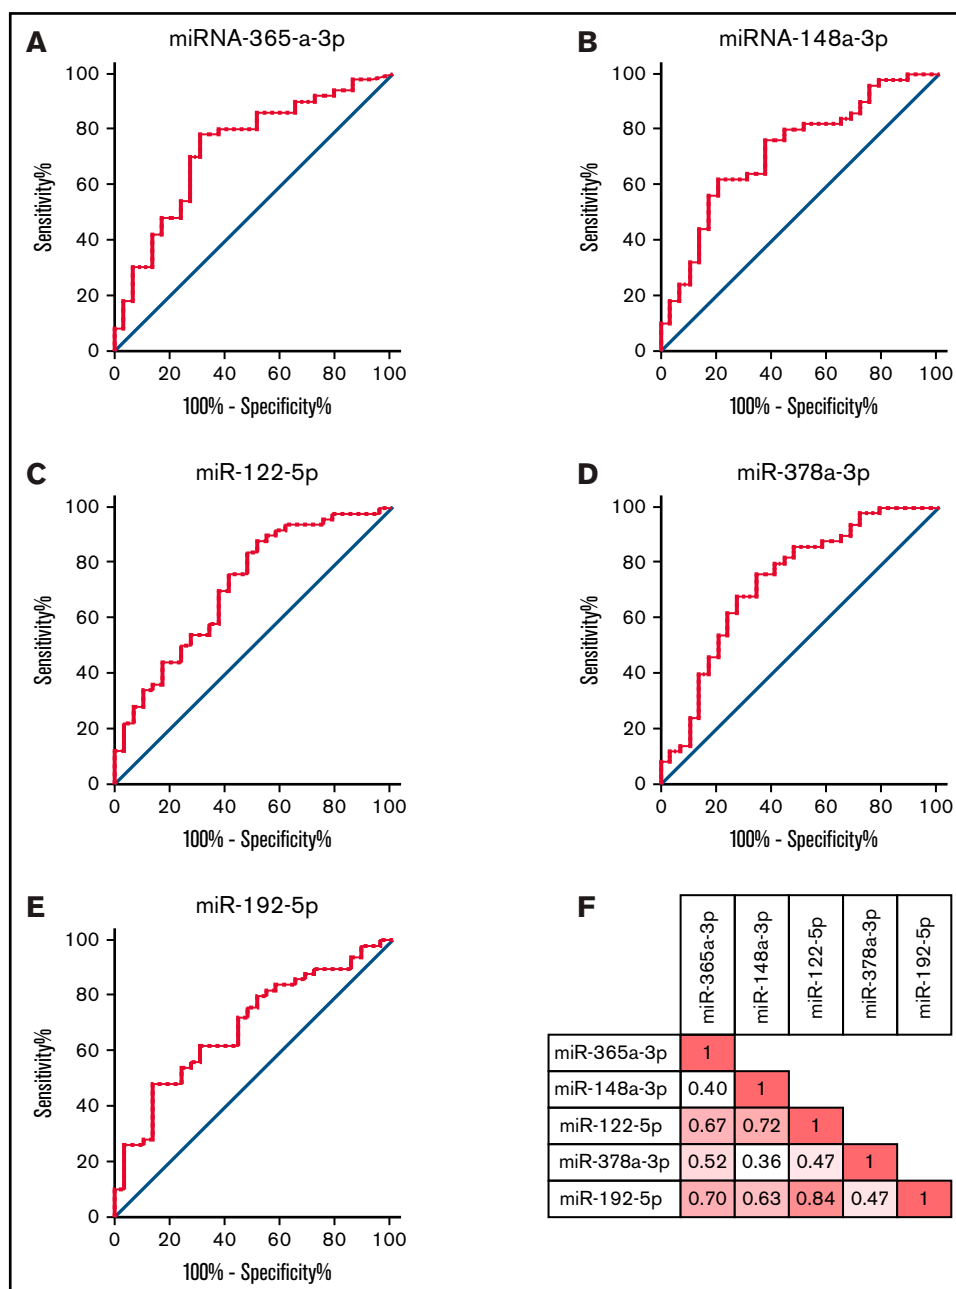 A
miRNA-365-a-3p
100
80
60
40
20
0
Sensitivity%
0 20 40 60 80 100
100% - Specificity%
B
miRNA-148a-3p
100
80
60
40
20
0
Sensitivity%
0 20 40 60 80 100
100% - Specificity%
C
miR-122-5p
100
80
60
40
20
0
Sensitivity%
0 20 40 60 80 100
100% - Specificity%
D
miR-378a-3p
100
80
60
40
20
0
Sensitivity%
0 20 40 60 80 100
100% - Specificity%
E
miR-192-5p
100
80
60
40
20
0
Sensitivity%
0 20 40 60 80 100
100% - Specificity%
F
miR-365a-3p miR-148a-3p miR-122-5p miR-378a-3p miR-192-5p
miR-365a-3p 1
miR-148a-3p 0.40 1
miR-122-5p 0.67 0.72 1
miR-378a-3p 0.52 0.36 0.47 1
miR-192-5p 0.70 0.63 0.84 0.47 1